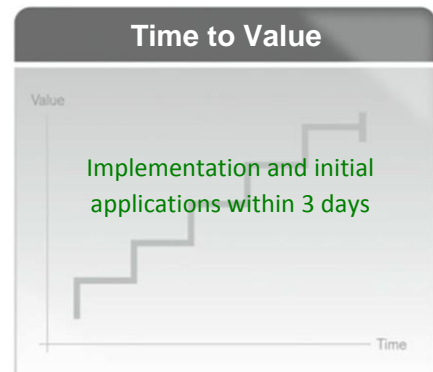 Time to Value
Value
Implementation and initial
applications within 3 days
Time